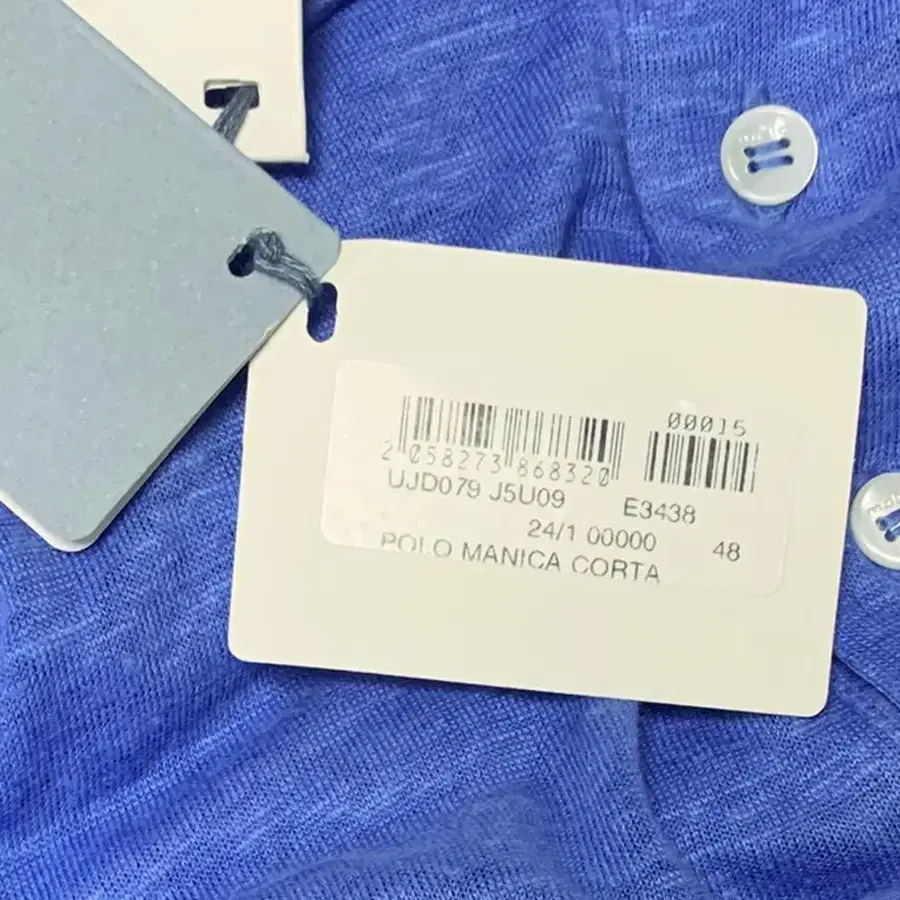 00015
2 058273 868320
UJD079 J5U09 E3438
24/1 00000 48
POLO MANICA CORTA